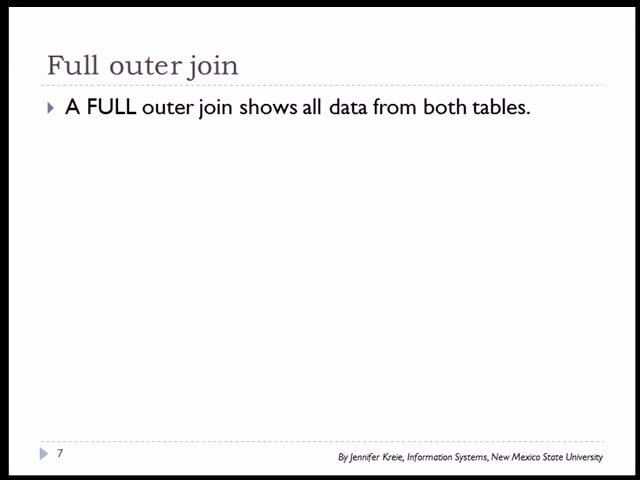 Full outer join
A FULL outer join shows all data from both tables.
7
By Jennifer Kreie, Information Systems, New Mexico State University